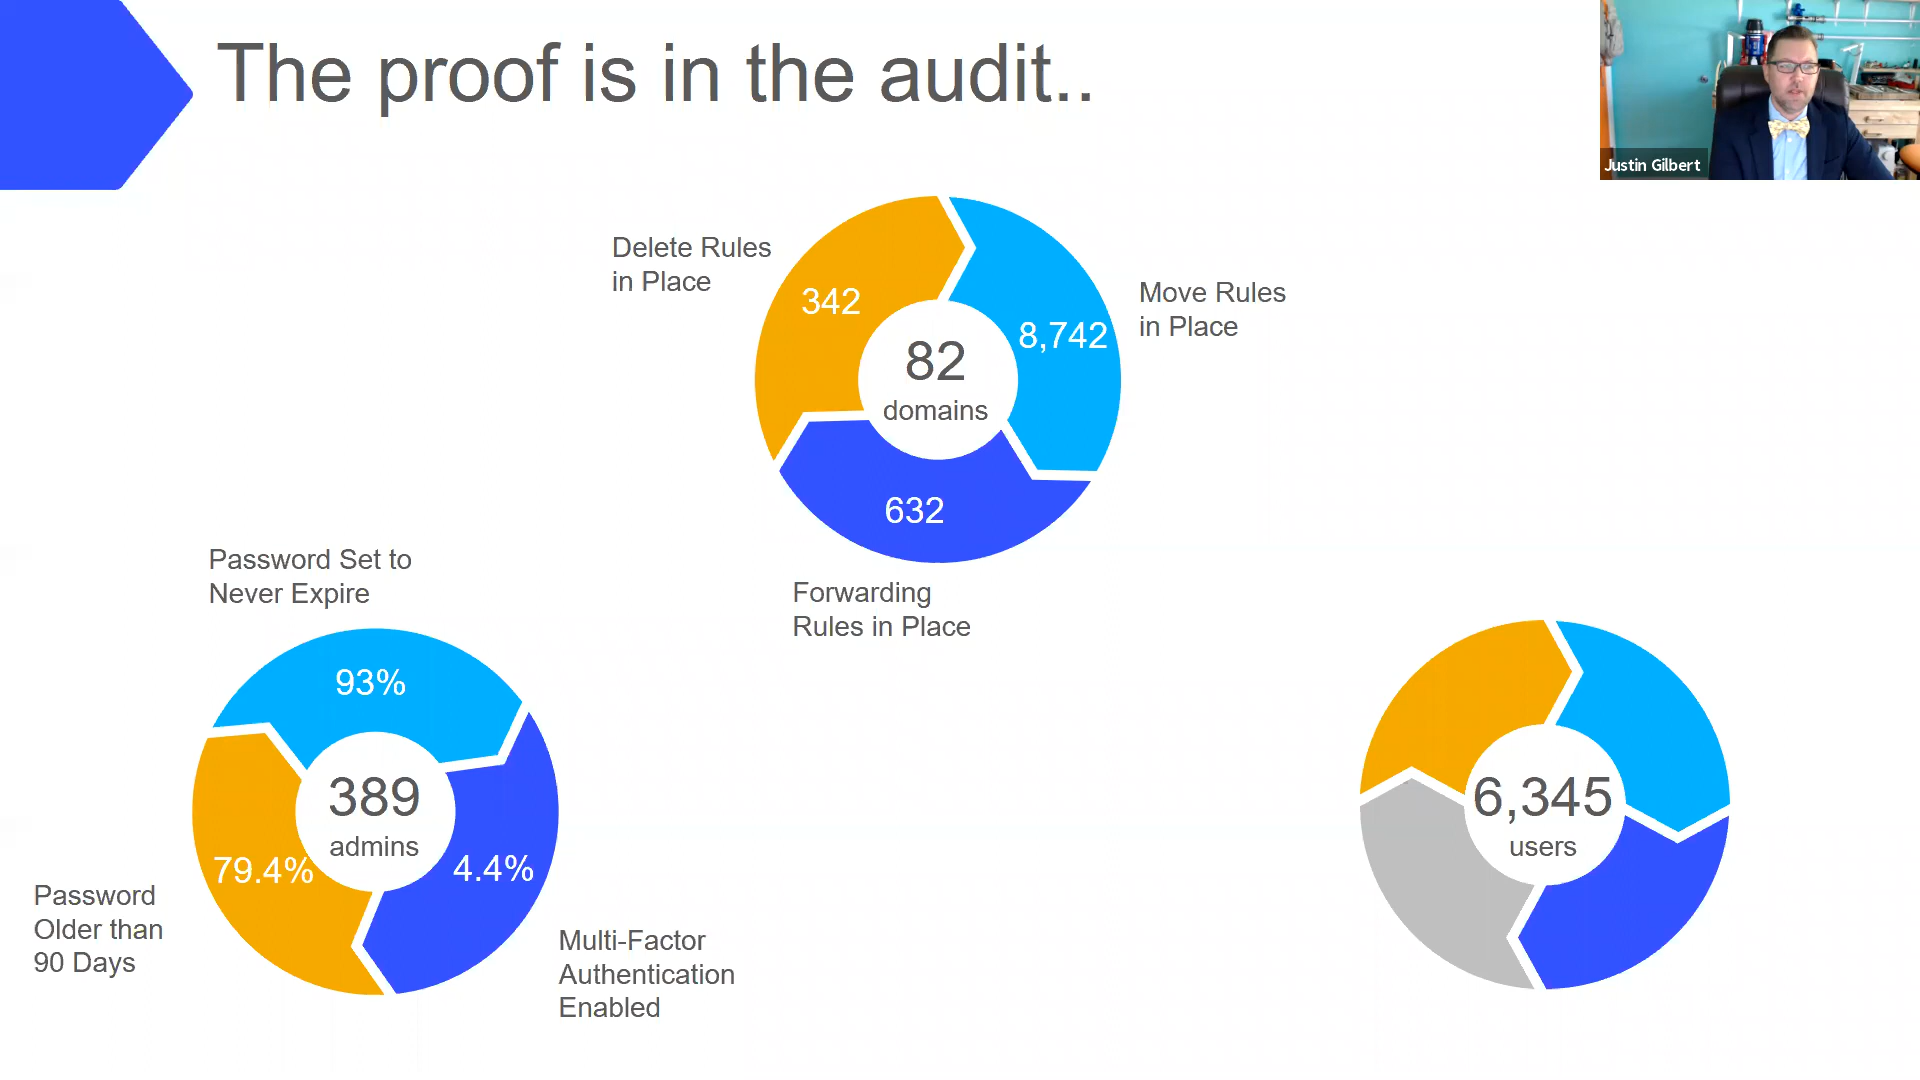 The proof is in the audit..
Justin Gilbert
Delete Rules
in Place
342
8,742
Move Rules
in Place
82
domains
632
Forwarding
Rules in Place
Password Set to
Never Expire
93%
389
admins
79.4%
4.4%
Password
Older than
90 Days
Multi-Factor
Authentication
Enabled
6,345
users